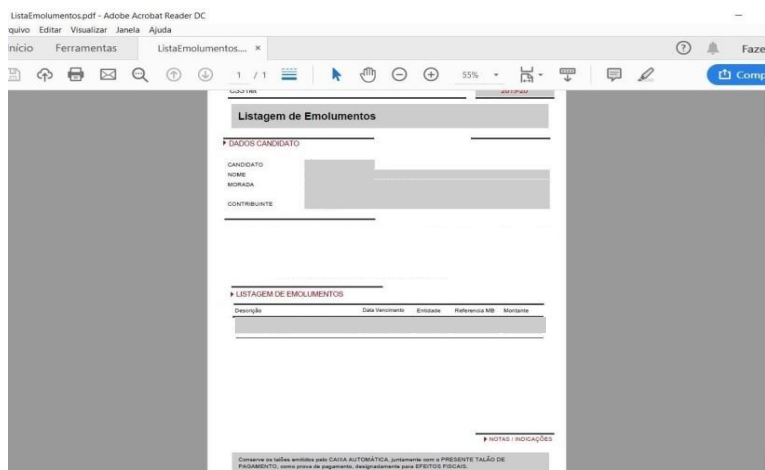 ListaEmolumentos.pdf - Adobe Acrobat Reader DC
quivo Editar Visualizar Janela Ajuda
nício Ferramentas ListaEmolumentos.... × Faze
1 / 1 55% Comp
CSSnet 2019-20
Listagem de Emolumentos
DADOS CANDIDATO
CANDIDATO
NOME
MORADA
CONTRIBUINTE
LISTAGEM DE EMOLUMENTOS
Descrição Data Vencimento Entidade Referencia MB Montante
NOTAS / INDICAÇÕES
Conserve os talões emitidos pelo CAIXA AUTOMÁTICA, juntamente com o PRESENTE TALÃO DE
PAGAMENTO, como prova de pagamento, designadamente para EFEITOS FISCAIS.